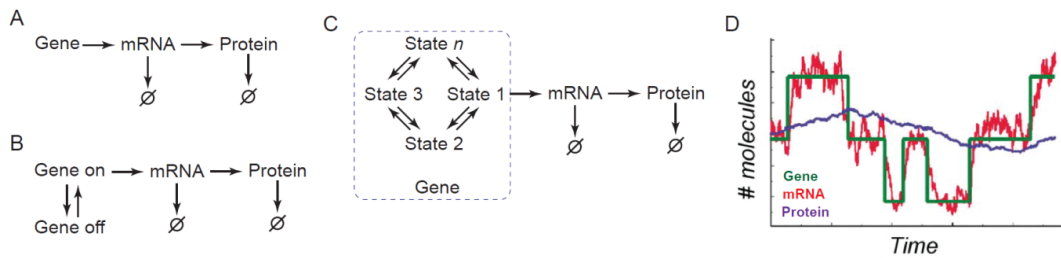 A
Gene mRNA Protein
∅ ∅
B
Gene on mRNA Protein
Gene off ∅ ∅
C
State n
State 3 State 1 mRNA Protein
State 2 ∅ ∅
Gene
D
# molecules
Gene
mRNA
Protein
Time